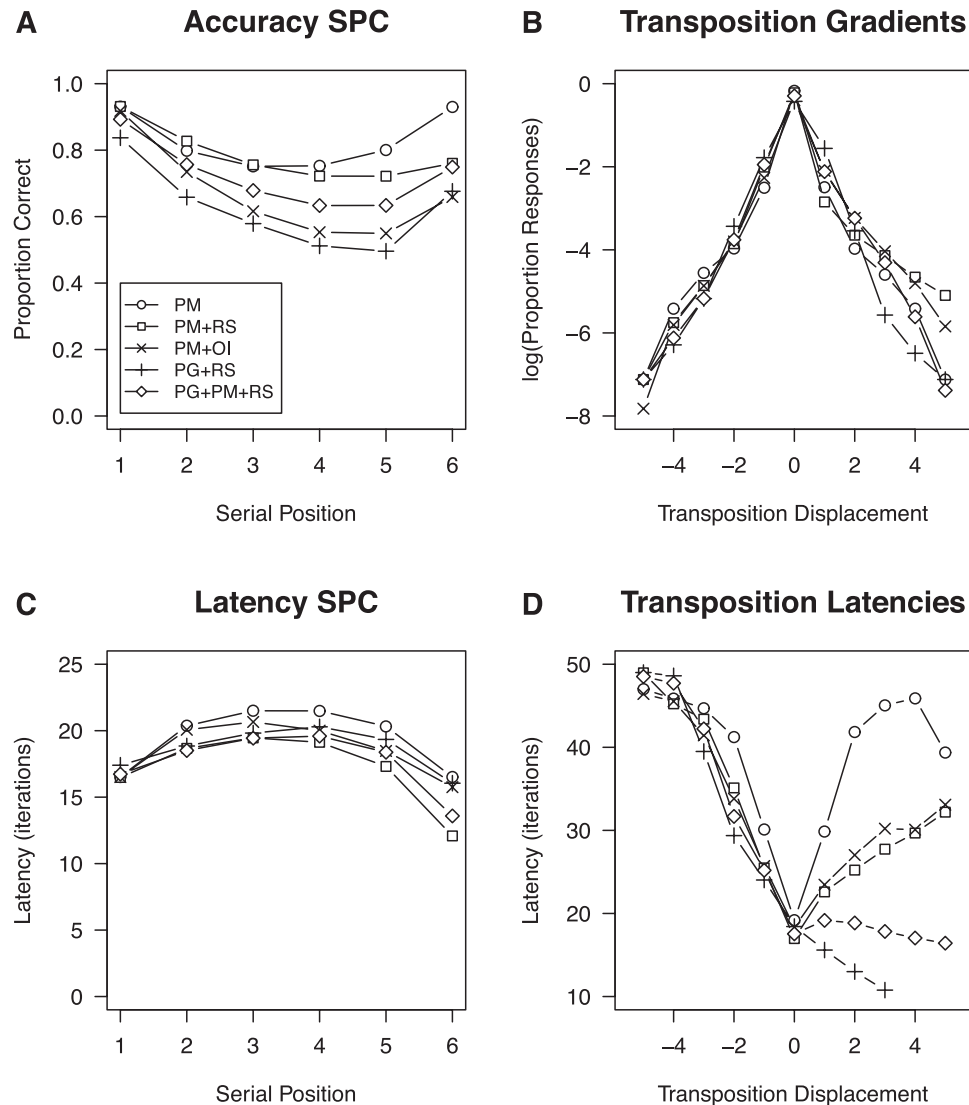 A Accuracy SPC
Proportion Correct
1.0
0.8
0.6
0.4
0.2
0.0
PM
PM+RS
PM+OI
PG+RS
PG+PM+RS
1 2 3 4 5 6
Serial Position
B Transposition Gradients
log(Proportion Responses)
0
−2
−4
−6
−8
−4 −2 0 2 4
Transposition Displacement
C Latency SPC
Latency (iterations)
25
20
15
10
5
0
1 2 3 4 5 6
Serial Position
D Transposition Latencies
Latency (iterations)
50
40
30
20
10
−4 −2 0 2 4
Transposition Displacement